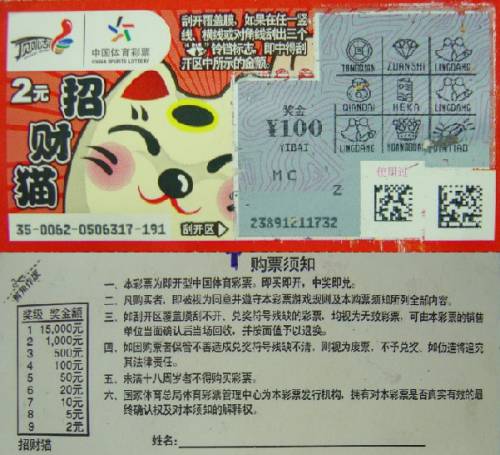 顶呱刮
中国体育彩票
CHINA SPORTS LOTTERY
刮开覆盖膜，如果在任一竖
线、横线或对角线刮出三个
铃铛标志，即中得刮
开区中所示的金额。
2元
招财猫
奖金
¥100
YIBAI
MC
Z
LINGDANG
ZUANSHI
LINGDANG
QIANDAI
HEKA
LINGDANG
使用过
35-0062-0506317-191
刮开区
23891211732
购票须知
一、本彩票为即开型中国体育彩票，即买即开，中奖即兑。
二、凡购买者，即被视为同意并遵守本彩票游戏规则及本购票须知所列全部内容。
三、如刮开区覆盖膜刮不开、兑奖符号残缺的彩票，均视为无效彩票，可由本彩票的销售
单位当面确认后当场回收，并按面值予以退换。
四、如因购票者保管不善造成兑奖符号残缺不清，则视为废票，不予兑奖，如伪造将追究
其法律责任。
五、未满十八周岁者不得购买彩票。
六、国家体育总局体育彩票管理中心为本彩票发行机构，拥有对本彩票是否真实有效的最
终确认权及对本须知的解释权。
奖级 奖金额
1 15,000元
2 1,000元
3 500元
4 100元
5 50元
6 20元
7 10元
8 5元
9 2元
招财猫
姓名：